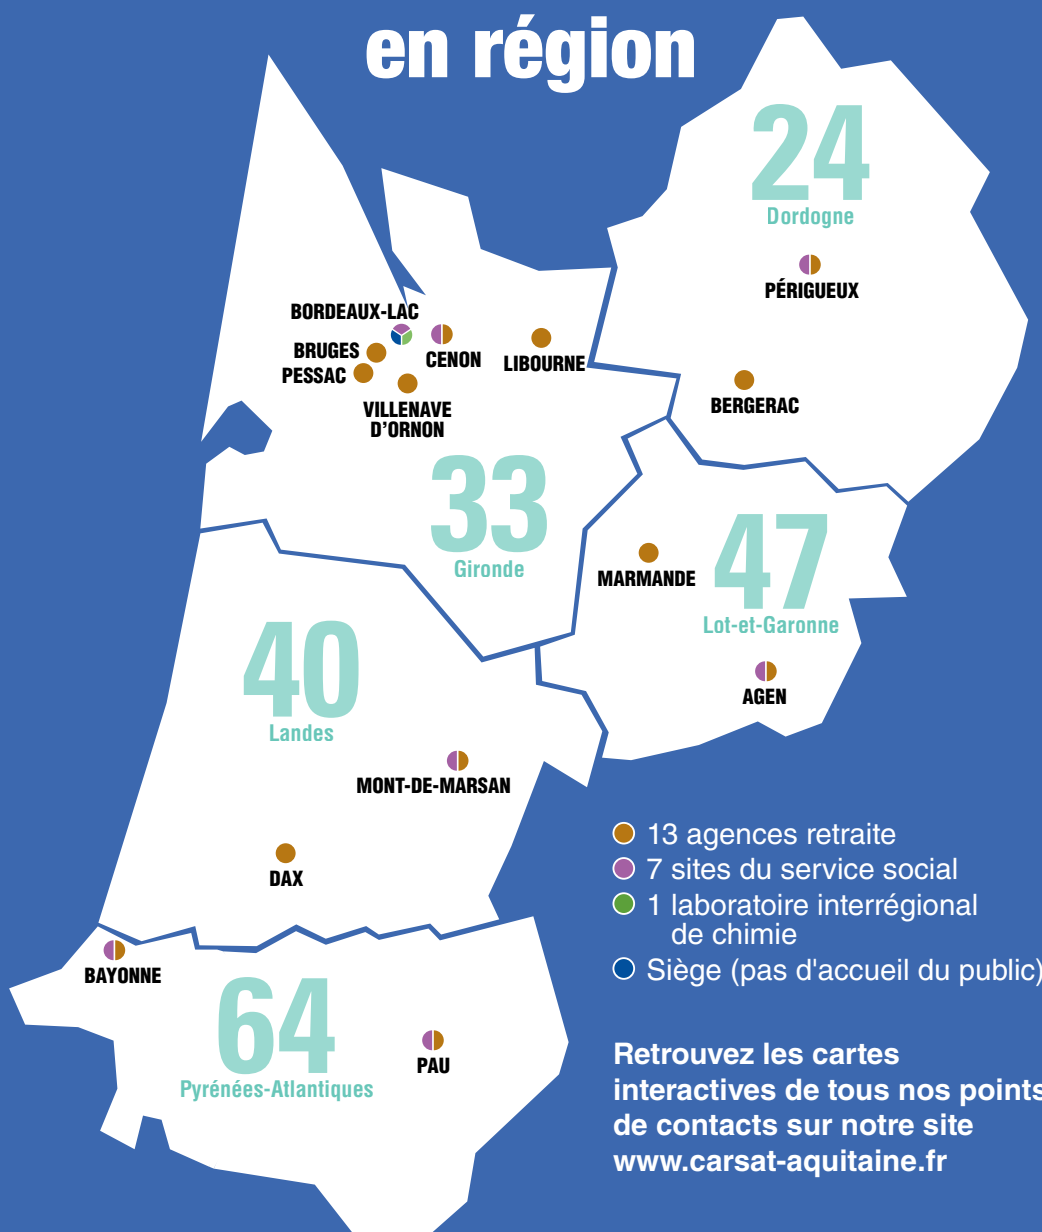 en région
24
Dordogne
PÉRIGUEUX
BERGERAC
BORDEAUX-LAC
BRUGES
PESSAC
CENON
LIBOURNE
VILLENAVE
D'ORNON
33
Gironde
MARMANDE
47
Lot-et-Garonne
AGEN
40
Landes
MONT-DE-MARSAN
DAX
BAYONNE
64
Pyrénées-Atlantiques
PAU
13 agences retraite
7 sites du service social
1 laboratoire interrégional
de chimie
Siège (pas d'accueil du public)
Retrouvez les cartes
interactives de tous nos points
de contacts sur notre site
www.carsat-aquitaine.fr